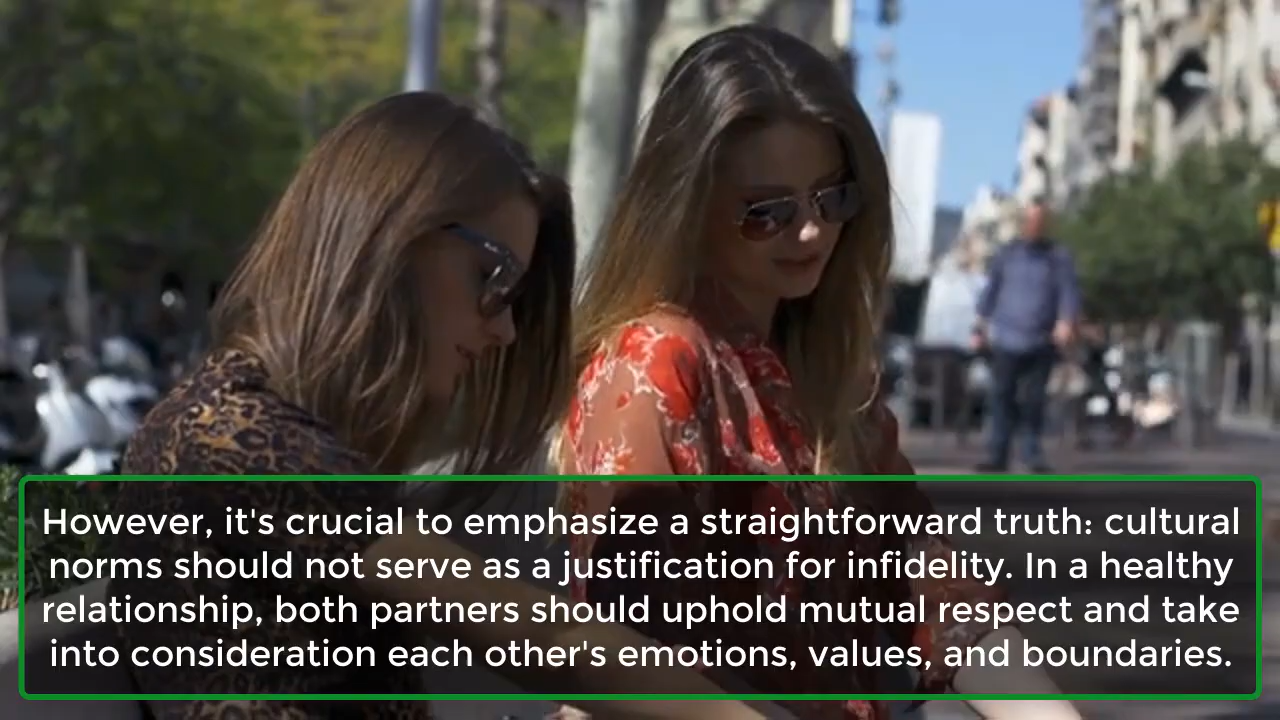 However, it's crucial to emphasize a straightforward truth: cultural
norms should not serve as a justification for infidelity. In a healthy
relationship, both partners should uphold mutual respect and take
into consideration each other's emotions, values, and boundaries.